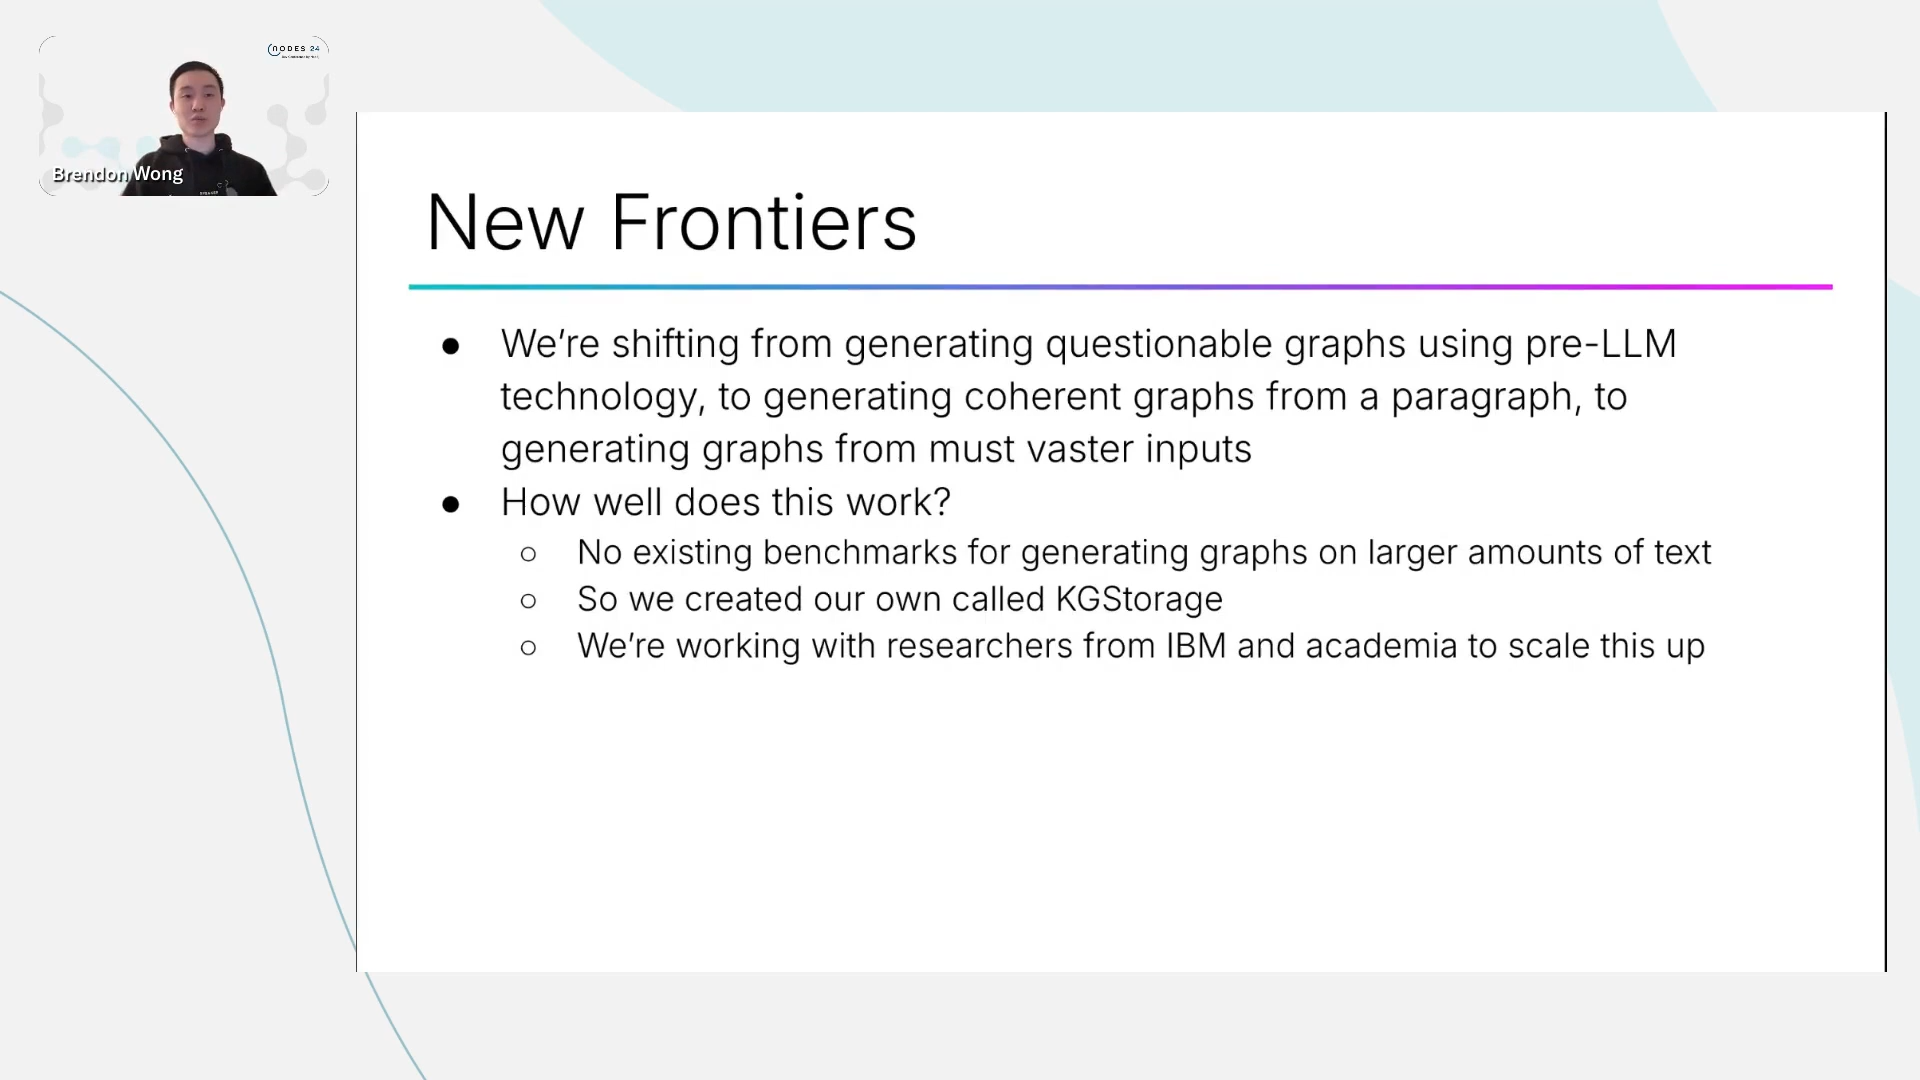 NODES 24
Brendon Wong
New Frontiers
● We're shifting from generating questionable graphs using pre-LLM
technology, to generating coherent graphs from a paragraph, to
generating graphs from must vaster inputs
● How well does this work?
○ No existing benchmarks for generating graphs on larger amounts of text
○ So we created our own called KGStorage
○ We're working with researchers from IBM and academia to scale this up